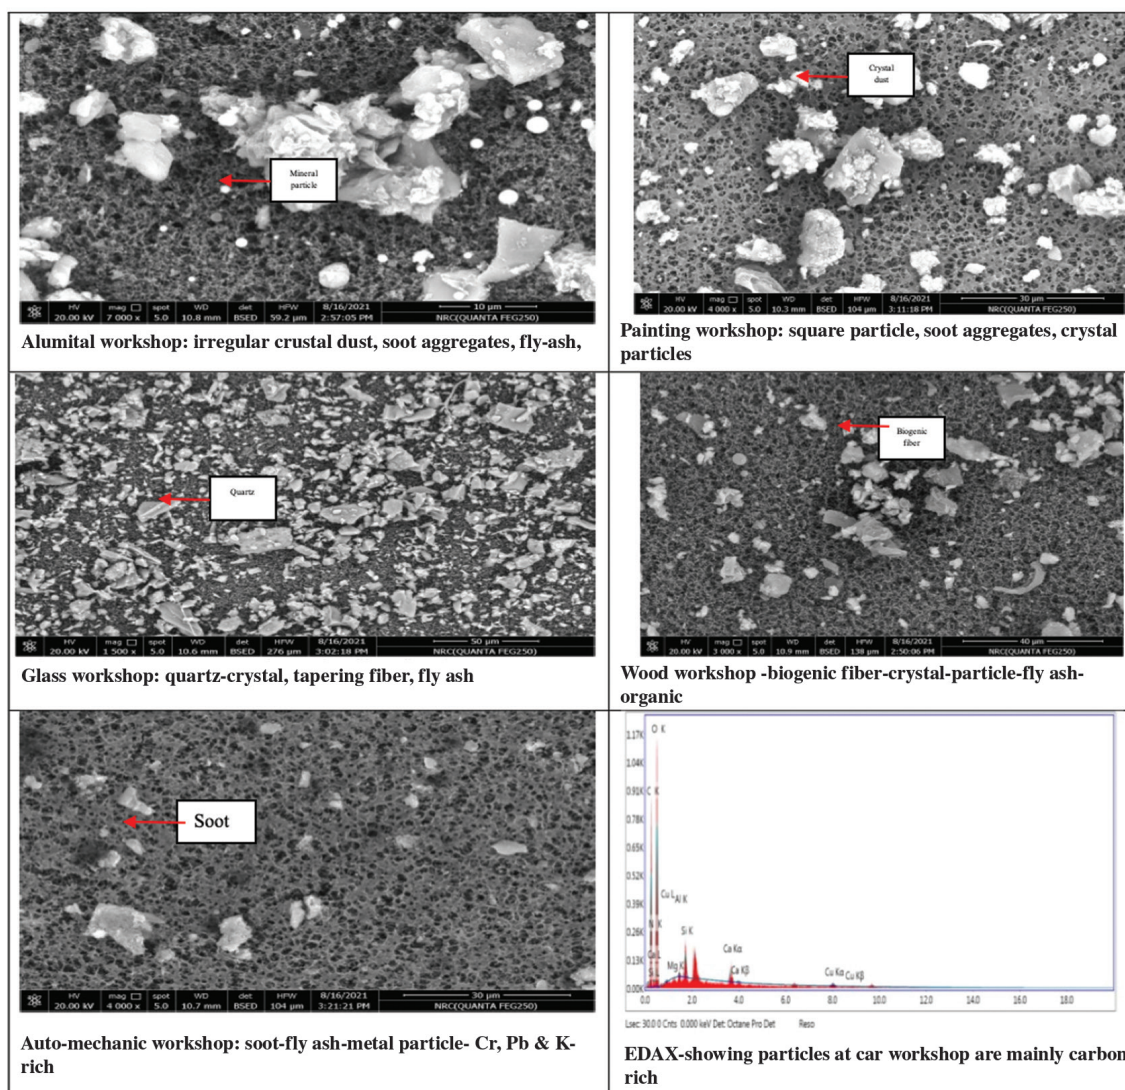 Mineral
particle
HV mag spot WD det HFW 8/16/2021 10 µm
20.00 kV 7 000 x 5.0 10.8 mm BSED 59.2 µm 2:57:05 PM NRC(QUANTA FEG250)
Alumital workshop: irregular crustal dust, soot aggregates, fly-ash,
Crystal
dust
HV mag spot WD det HFW 8/16/2021 30 µm
20.00 kV 4 000 x 5.0 10.3 mm BSED 104 µm 3:11:18 PM NRC(QUANTA FEG250)
Painting workshop: square particle, soot aggregates, crystal
particles
Quartz
HV mag spot WD det HFW 8/16/2021 50 µm
20.00 kV 1 500 x 5.0 10.6 mm BSED 276 µm 3:02:18 PM NRC(QUANTA FEG250)
Glass workshop: quartz-crystal, tapering fiber, fly ash
Biogenic
fiber
HV mag spot WD det HFW 8/16/2021 40 µm
20.00 kV 3 000 x 5.0 10.9 mm BSED 138 µm 2:50:06 PM NRC(QUANTA FEG250)
Wood workshop -biogenic fiber-crystal-particle-fly ash-
organic
Soot
HV mag spot WD det HFW 8/16/2021 30 µm
20.00 kV 4 000 x 5.0 10.7 mm BSED 104 µm 3:21:21 PM NRC(QUANTA FEG250)
Auto-mechanic workshop: soot-fly ash-metal particle- Cr, Pb & K-
rich
O K
1.17K
1.04K
0.91K
C K
0.78K
0.65K
0.52K
0.39K
Cu L Al K
0.26K
N K
Si K
Ca Kα
0.13K
Ca L
Mg K
Ca Kβ
Cu Kα
Cu Kβ
0.00K
Si L
0.0 2.0 4.0 6.0 8.0 10.0 12.0 14.0 16.0 18.0
Lsec: 30.0 0 Cnts 0.000 keV Det: Octane Pro Det Reso
EDAX-showing particles at car workshop are mainly carbon
rich